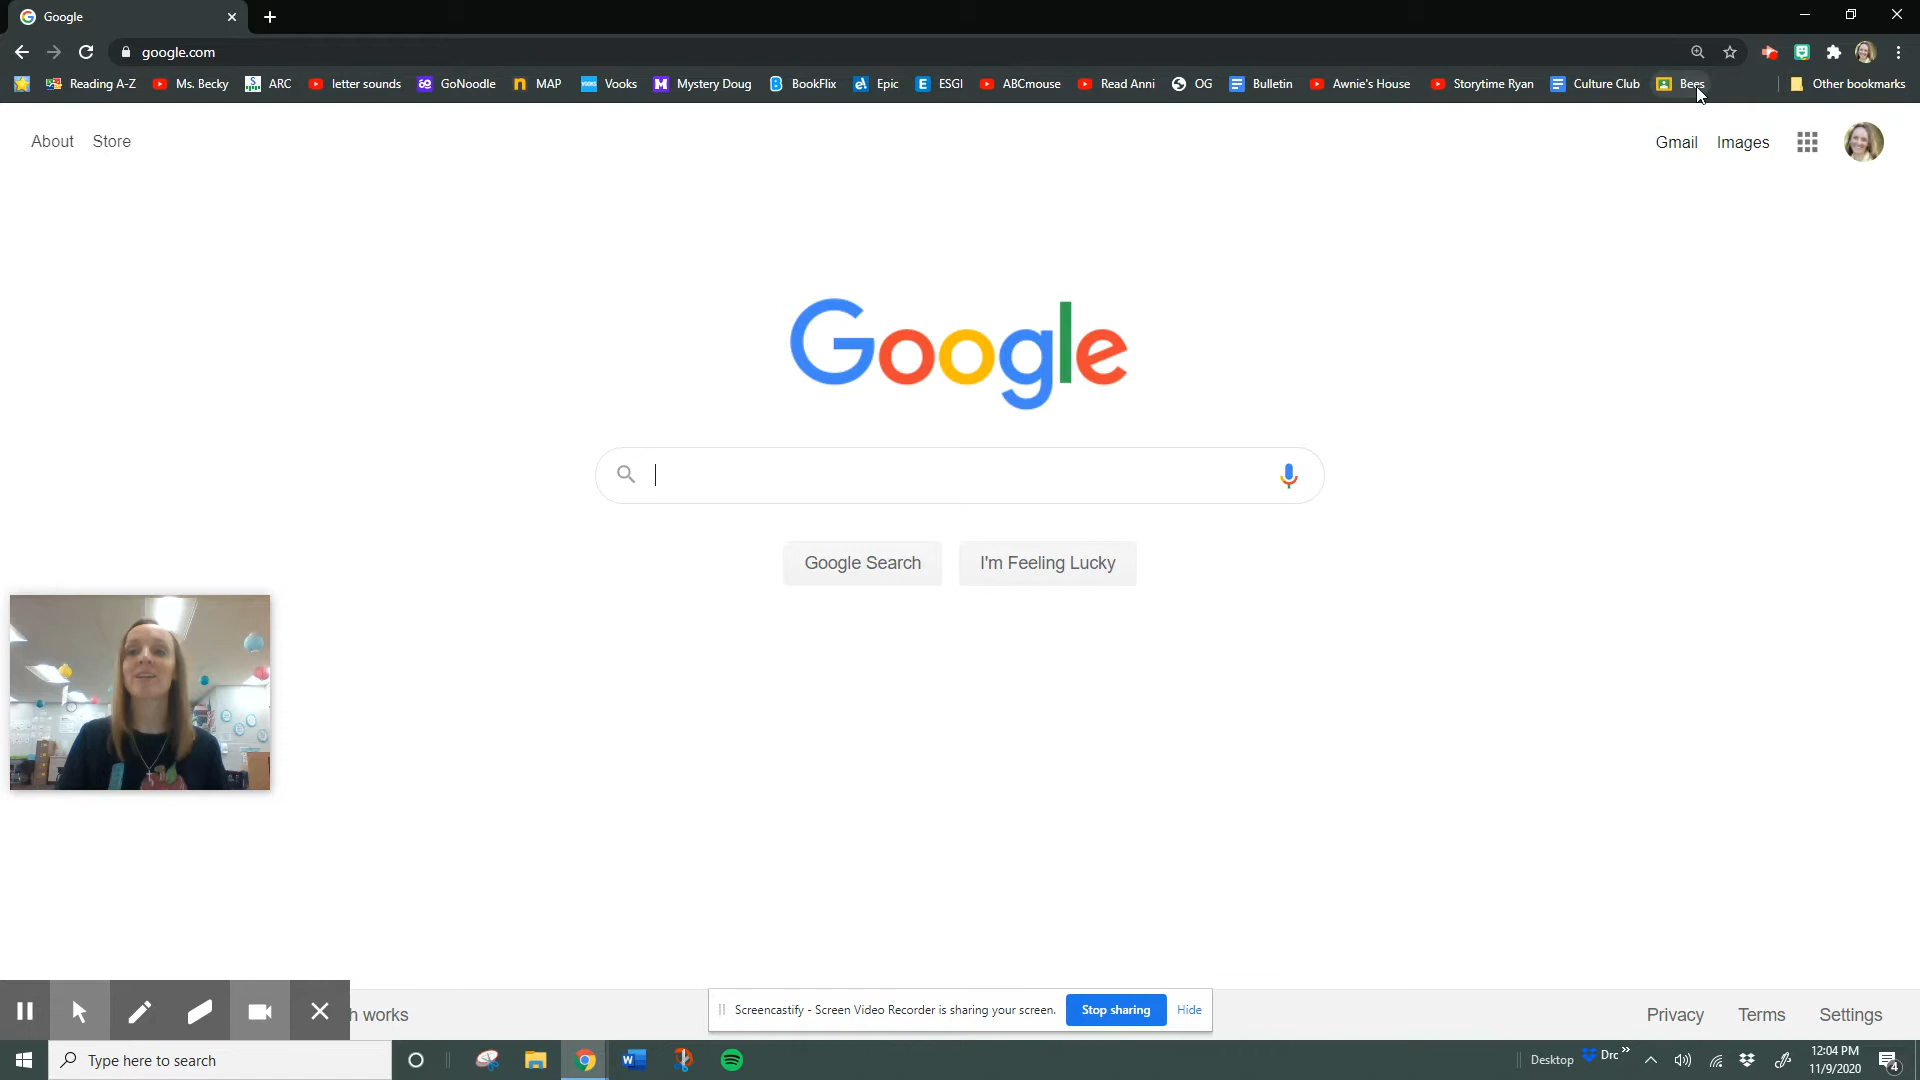 Google
google.com
Reading A-Z Ms. Becky ARC letter sounds GoNoodle MAP Vooks Mystery Doug BookFlix Epic ESGI ABCmouse Read Anni OG Bulletin Awnie's House Storytime Ryan Culture Club Bees Other bookmarks
About Store Gmail Images
Google
Google Search I'm Feeling Lucky
h works Screencastify - Screen Video Recorder is sharing your screen. Stop sharing Hide Privacy Terms Settings
Type here to search Desktop Drc
12:04 PM
11/9/2020
4